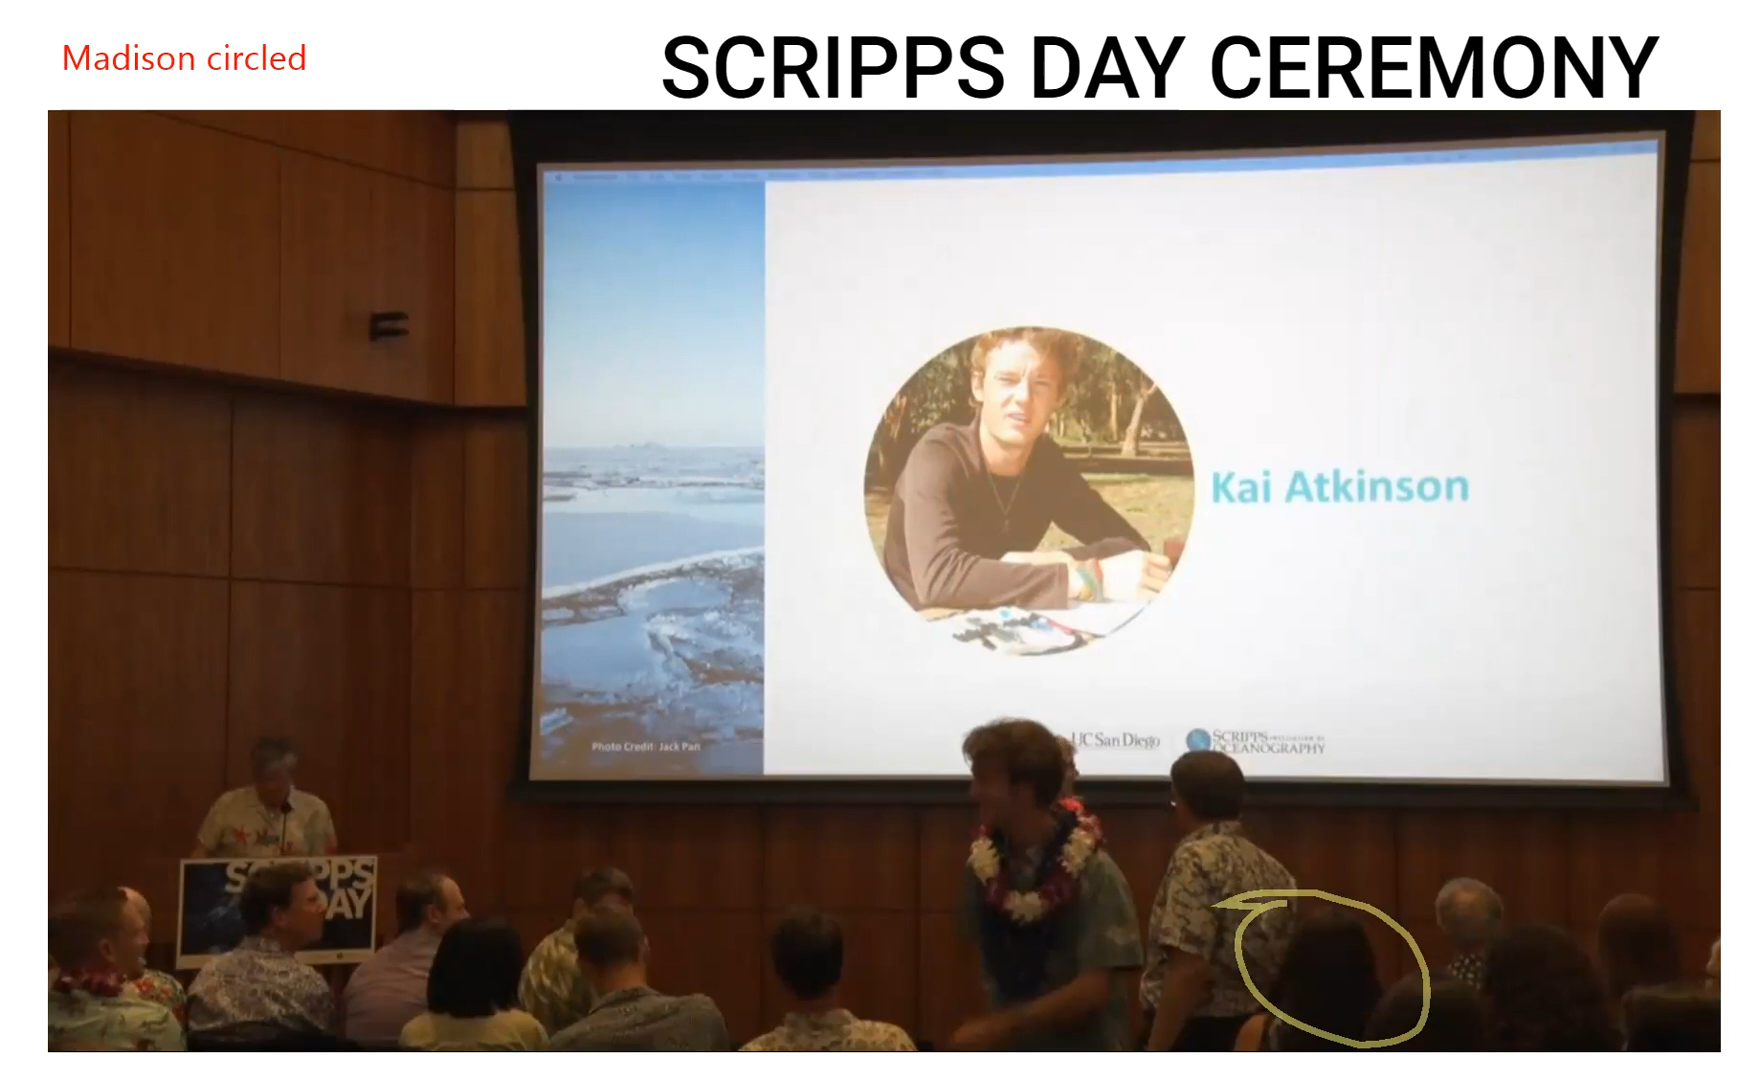 Madison circled
SCRIPPS DAY CEREMONY
Kai Atkinson
Photo Credit: Jack Pan
UC San Diego
SCRIPPS INSTITUTION OF
OCEANOGRAPHY
SCRIPPS
DAY